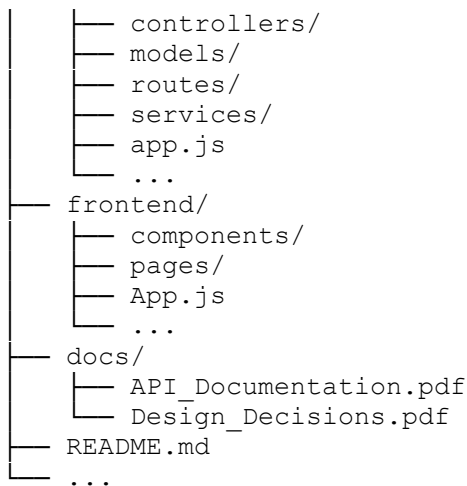 │   ├── controllers/
│   ├── models/
│   ├── routes/
│   ├── services/
│   ├── app.js
│   └── ...
├── frontend/
│   ├── components/
│   ├── pages/
│   ├── App.js
│   └── ...
├── docs/
│   ├── API_Documentation.pdf
│   └── Design_Decisions.pdf
├── README.md
└── ...